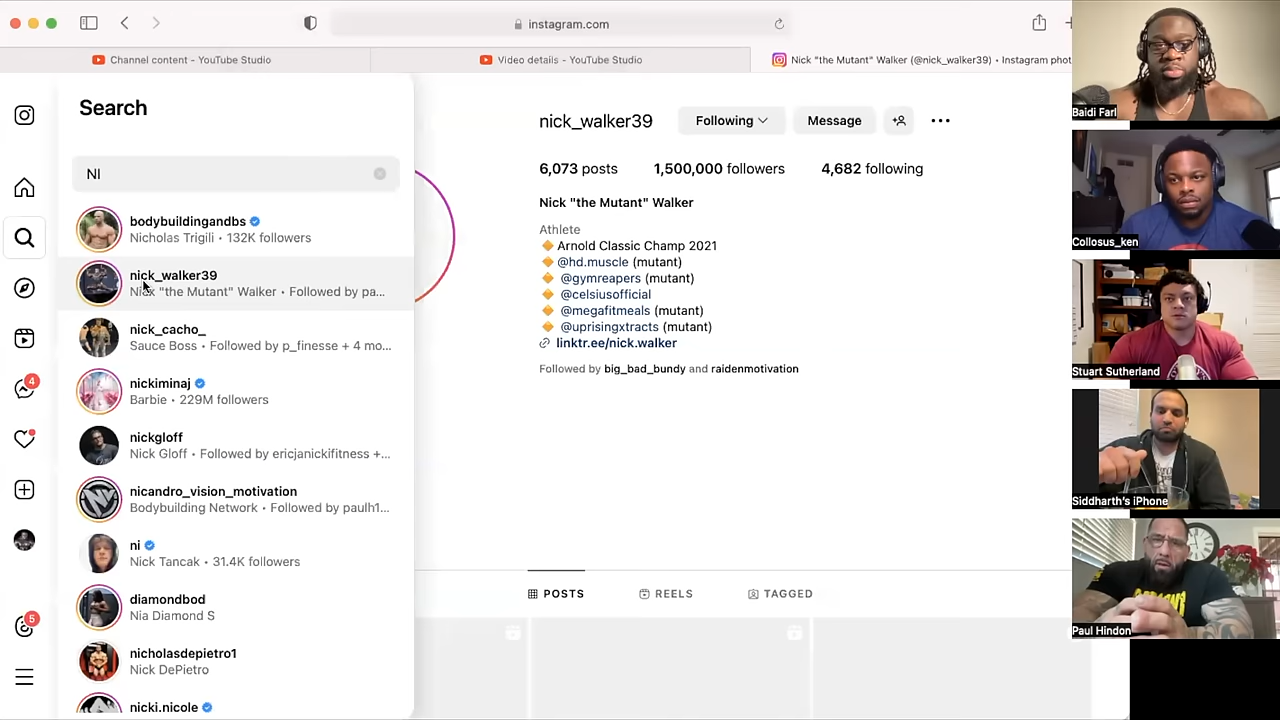 instagram.com
Channel content - YouTube Studio
Video details - YouTube Studio
Nick "the Mutant" Walker (@nick_walker39) • Instagram phot
Search
NI
bodybuildingandbs
Nicholas Trigili • 132K followers
nick_walker39
Nick "the Mutant" Walker • Followed by pa...
nick_cacho_
Sauce Boss • Followed by p_finesse + 4 mo...
nickiminaj
Barbie • 229M followers
nickgloff
Nick Gloff • Followed by ericjanickifitness +...
nicandro_vision_motivation
Bodybuilding Network • Followed by paulh1...
ni
Nick Tancak • 31.4K followers
diamondbod
Nia Diamond S
nicholasdepietro1
Nick DePietro
nicki.nicole
4
5
nick_walker39
Following
Message
6,073 posts 1,500,000 followers 4,682 following
Nick "the Mutant" Walker
Athlete
Arnold Classic Champ 2021
@hd.muscle (mutant)
@gymreapers (mutant)
@celsiusofficial
@megafitmeals (mutant)
@uprisingxtracts (mutant)
linktr.ee/nick.walker
Followed by big_bad_bundy and raidenmotivation
POSTS REELS TAGGED
Baidi Farl
Collosus_ken
Stuart Sutherland
Siddharth's iPhone
Paul Hindon